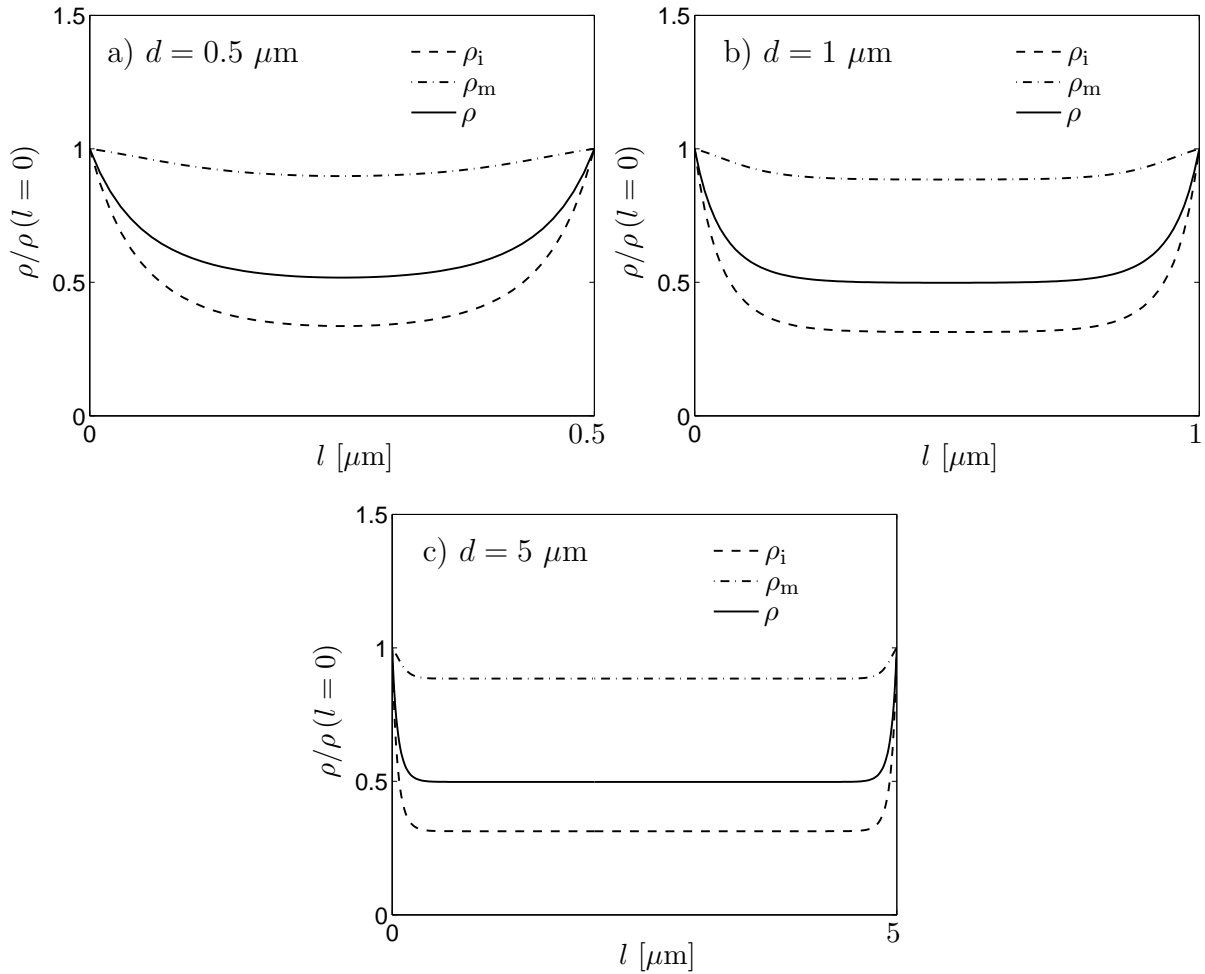 1.5
a) d = 0.5 μm
ρi
ρm
ρ
1
0.5
0
ρ/ρ (l = 0)
0
0.5
l [μm]
1.5
b) d = 1 μm
ρi
ρm
ρ
1
0.5
0
ρ/ρ (l = 0)
0
1
l [μm]
1.5
c) d = 5 μm
ρi
ρm
ρ
1
0.5
0
ρ/ρ (l = 0)
0
5
l [μm]